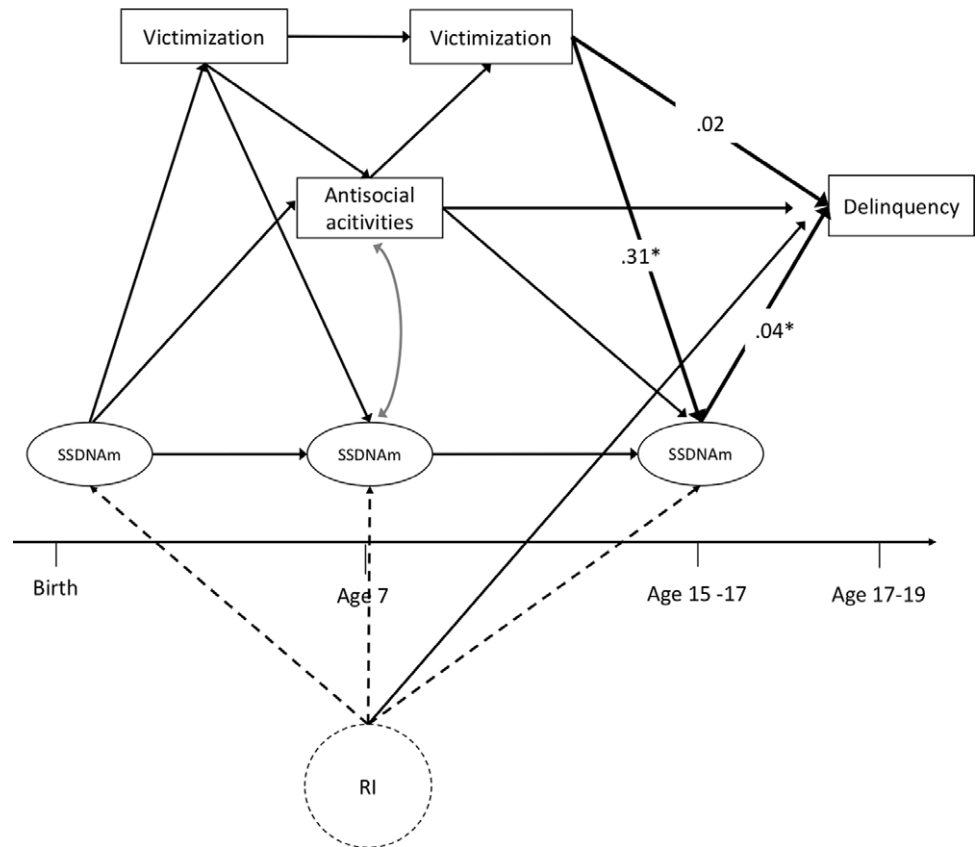 Victimization
Victimization
.02
Antisocial
acitivities
Delinquency
.31*
.04*
SSDNAm
SSDNAm
SSDNAm
Birth
Age 7
Age 15 -17
Age 17-19
RI